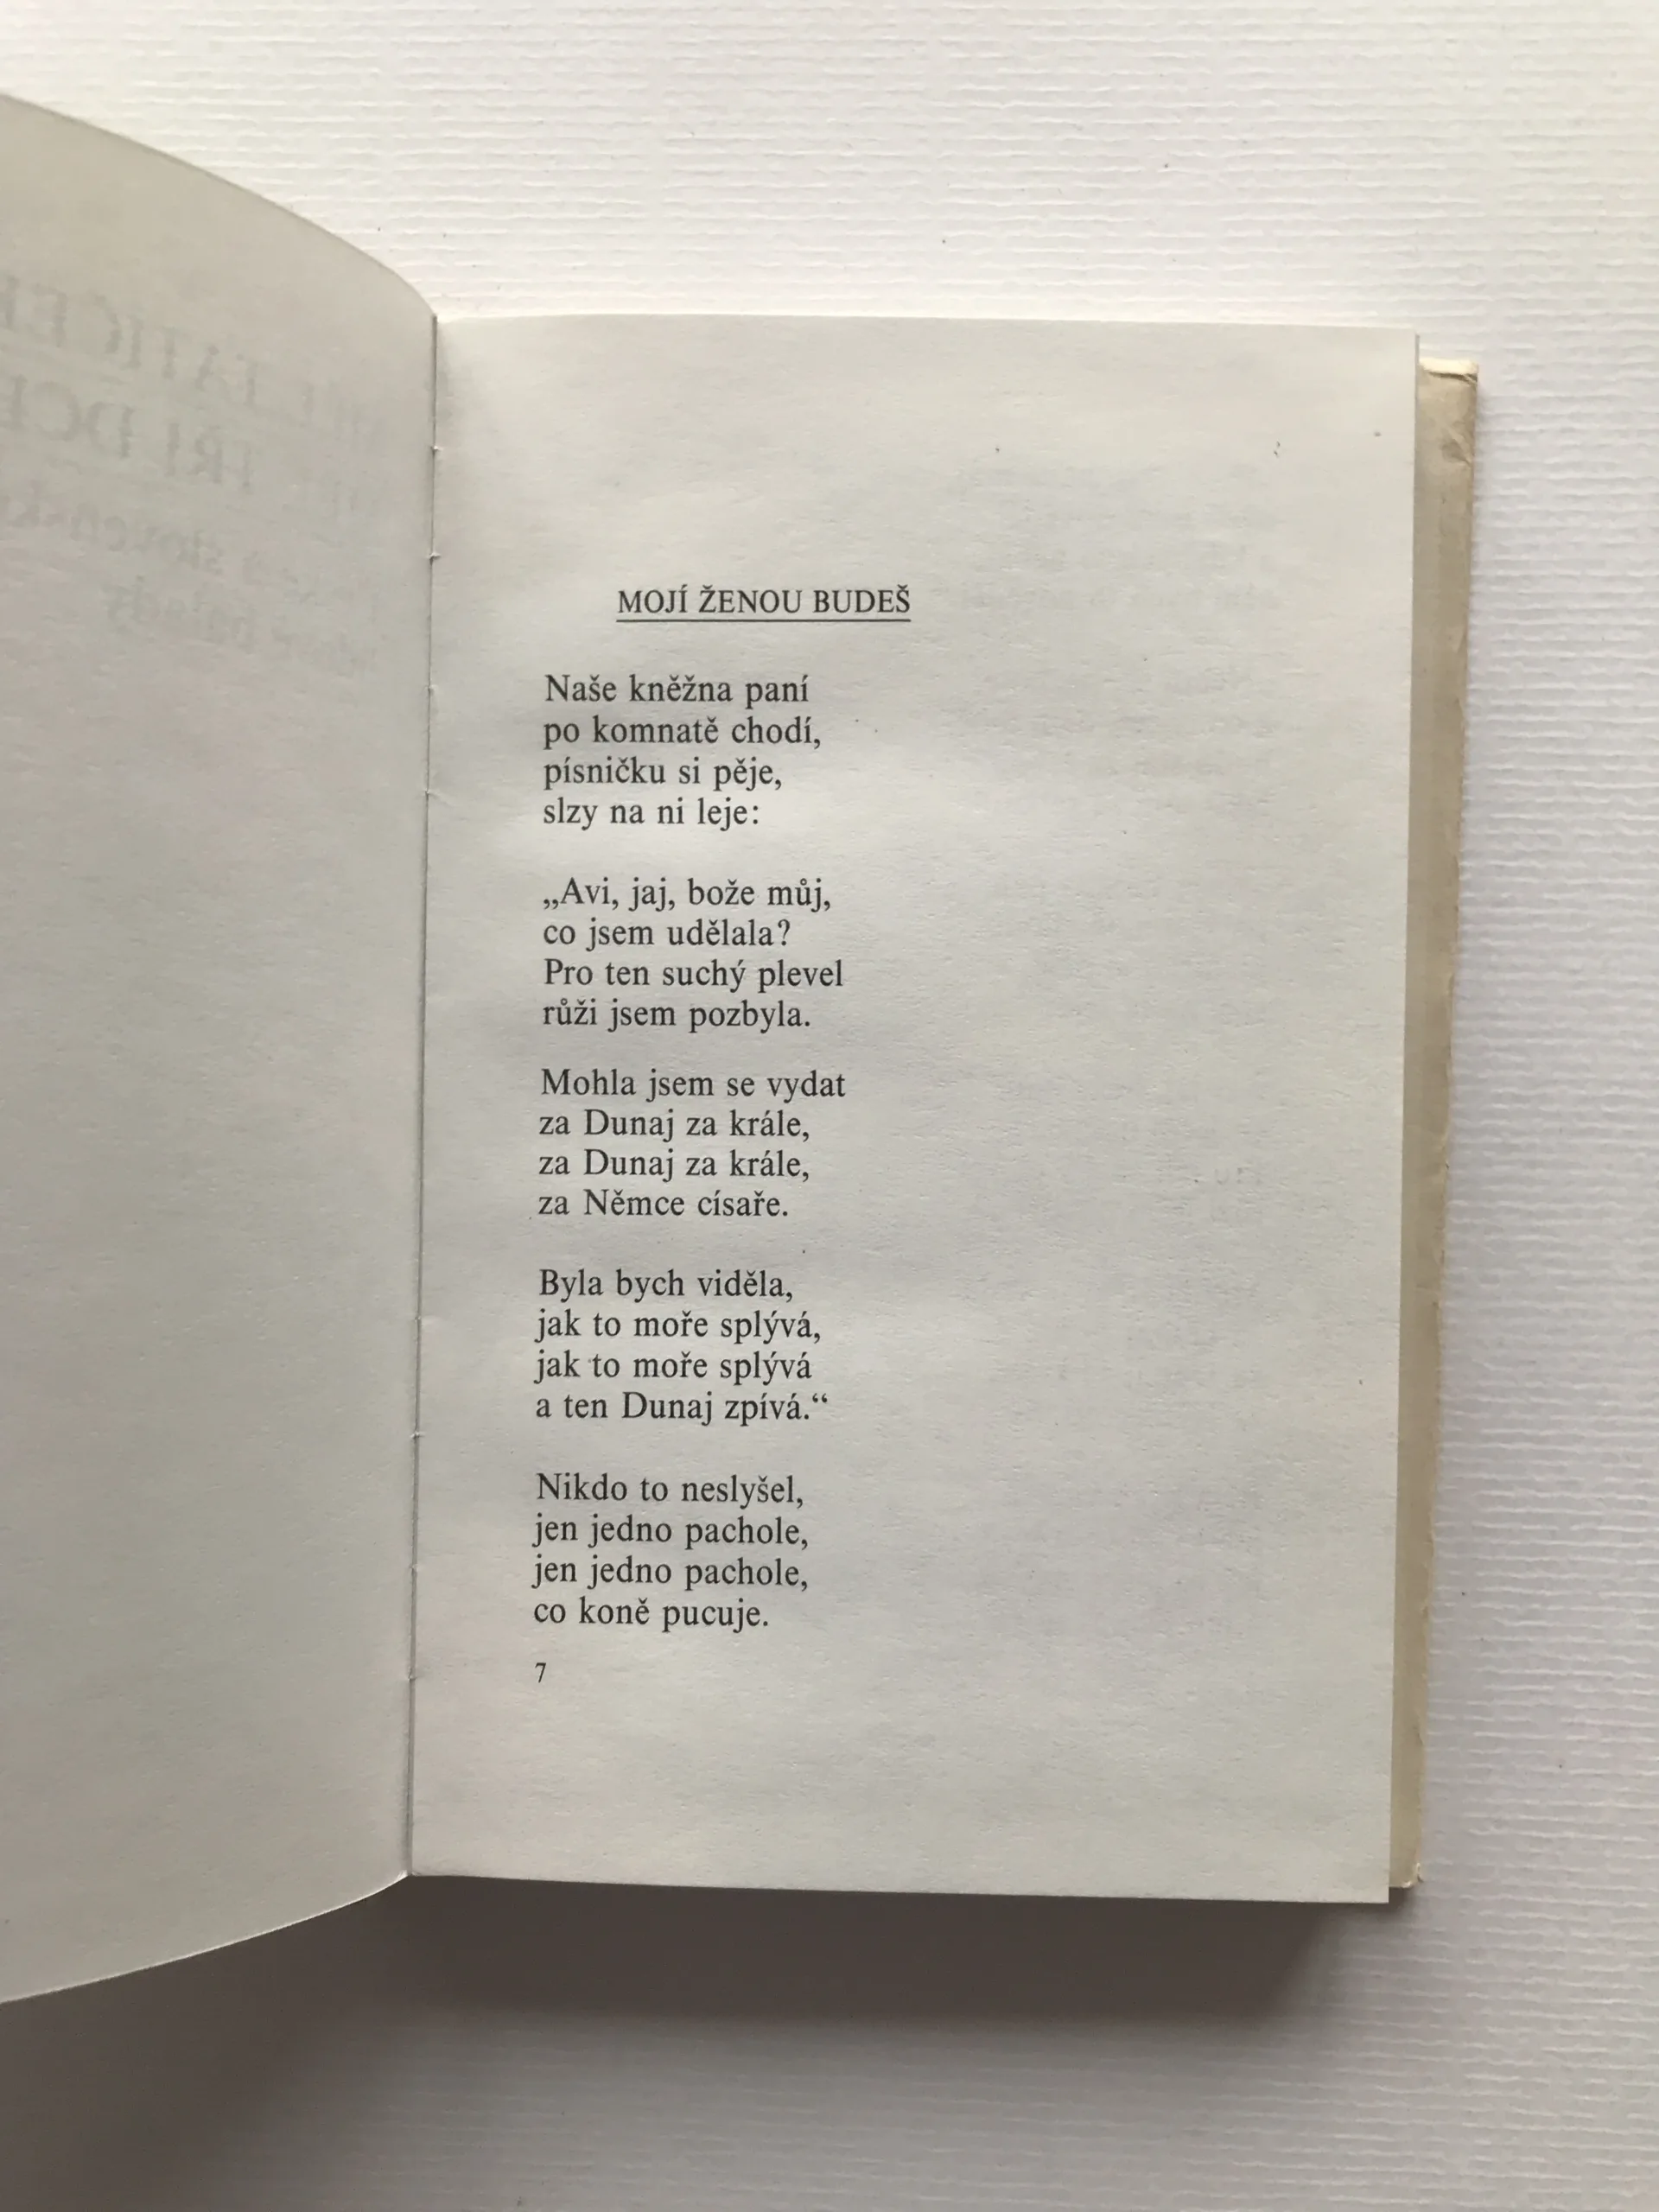 MOJÍ ŽENOU BUDEŠ
Naše kněžna paní
po komnatě chodí,
písničku si pěje,
slzy na ni leje:
„Avi, jaj, bože můj,
co jsem udělala?
Pro ten suchý plevel
růži jsem pozbyla.
Mohla jsem se vydat
za Dunaj za krále,
za Dunaj za krále,
za Němce císaře.
Byla bych viděla,
jak to moře splývá,
jak to moře splývá
a ten Dunaj zpívá.“
Nikdo to neslyšel,
jen jedno pachole,
jen jedno pachole,
co koně pucuje.
7